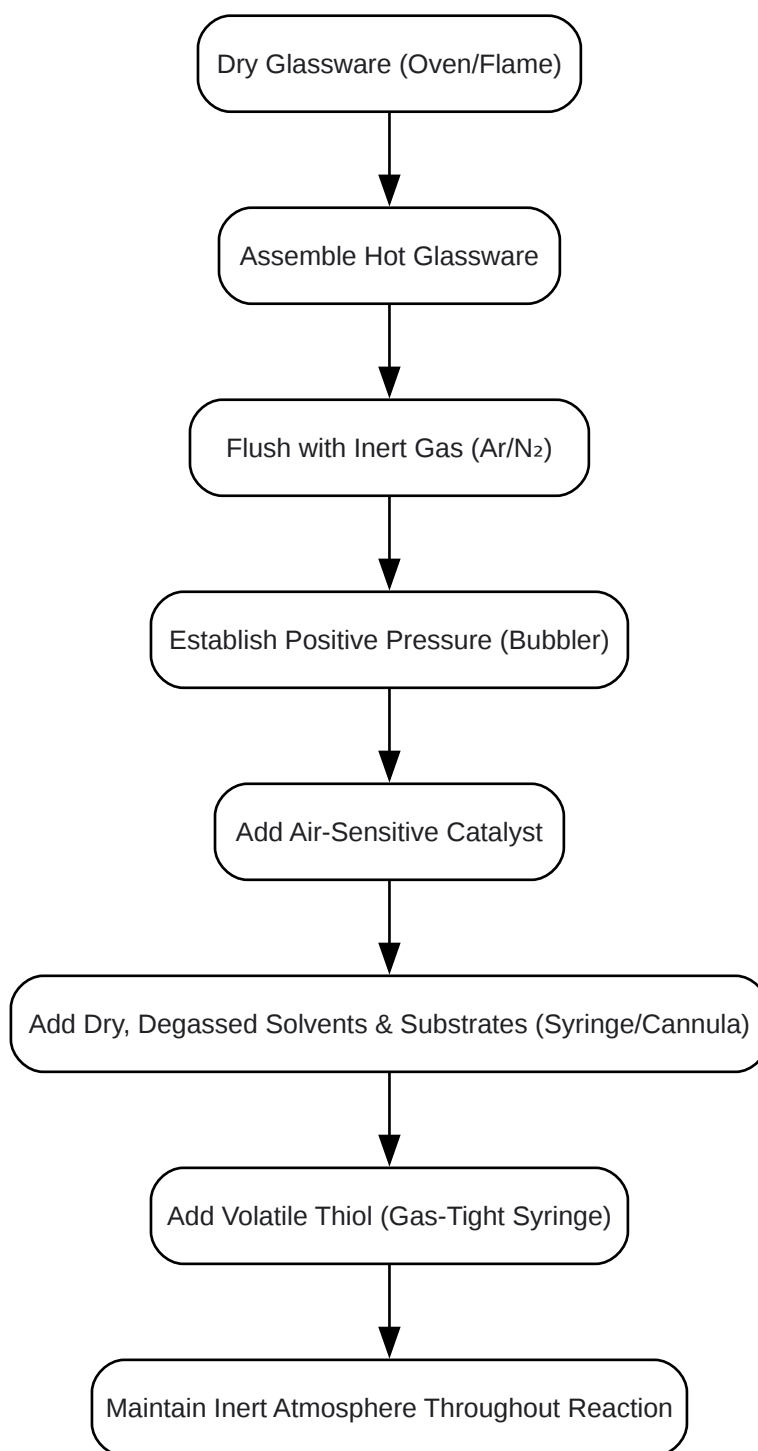 Dry Glassware (Oven/Flame)
Assemble Hot Glassware
Flush with Inert Gas (Ar/N₂)
Establish Positive Pressure (Bubbler)
Add Air-Sensitive Catalyst
Add Dry, Degassed Solvents & Substrates (Syringe/Cannula)
Add Volatile Thiol (Gas-Tight Syringe)
Maintain Inert Atmosphere Throughout Reaction